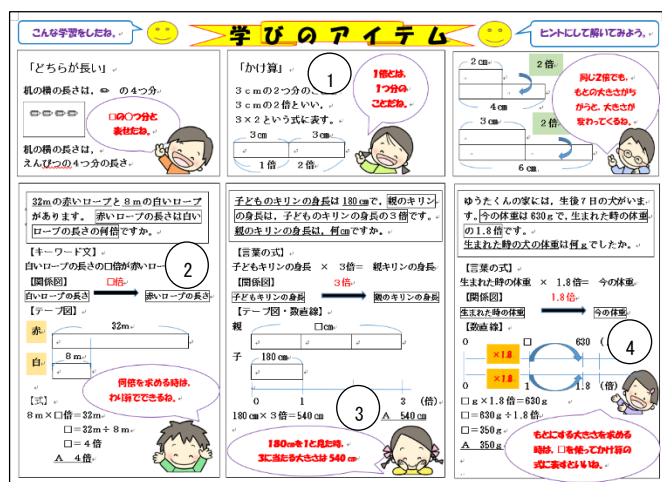 こんな学習をしたね。
学びのアイテム
ヒントにして解いてみよう。
「どちらが長い」
机の横の長さは、 の4つ分
□の○つ分と
表せたね。
机の横の長さは、
えんぴつの4つ分の長さ
「かけ算」
1
3cmの2つ分のこ
3cmの2倍といい、
3×2という式に表す。
3cm 3cm
1倍 2倍
1倍とは、
1つ分の
ことだね。
2cm
2倍
4cm
3cm
2倍
6cm
同じ2倍でも、
もとの大きさがち
がうと、大きさが
変わってくるね。
32mの赤いロープと8mの白いロープ
があります。 赤いロープの長さは白い
ロープの長さの何倍ですか。
【キーワード文】
白いロープの長さの□倍が赤いロー
2
【関係図】 □倍
白いロープの長さ 赤いロープの長さ
【テープ図】
赤 32m
白 8m
何倍を求める時は、
わり算でできるね。
【式】
8m×□倍=32m
□=32m÷8m
□=4倍
A 4倍
子どものキリンの身長は180cmで、親のキリン
の身長は、子どものキリンの身長の3倍です。
親のキリンの身長は、何cmですか。
【言葉の式】
子どもキリンの身長 × 3倍= 親キリンの身長
【関係図】 3倍
子どもキリンの身長 親のキリンの身長
【テープ図・数直線】
親 □cm
子 180cm
0 1 3 (倍)
180cm×3倍=540cm
3
A 540cm
180cmを1と見た時、
3に当たる大きさは540cm
ゆうたくんの家には、生後7日の犬がいま
す。今の体重は630gで、生まれた時の体重
の1.8倍です。
生まれた時の犬の体重は何gでしたか。
【言葉の式】
生まれた時の体重 × 1.8倍= 今の体重
【関係図】 1.8倍
生まれた時の体重 今の体重
【数直線】
0 □ 630 (
4
×1.8
×1.8
0 1 1.8 (倍)
□g×1.8倍=630g
□=630g÷1.8倍
□=350g
A 350g
もとにする大きさを求める
時は、□を使ってかけ算の
式に表すといいね。